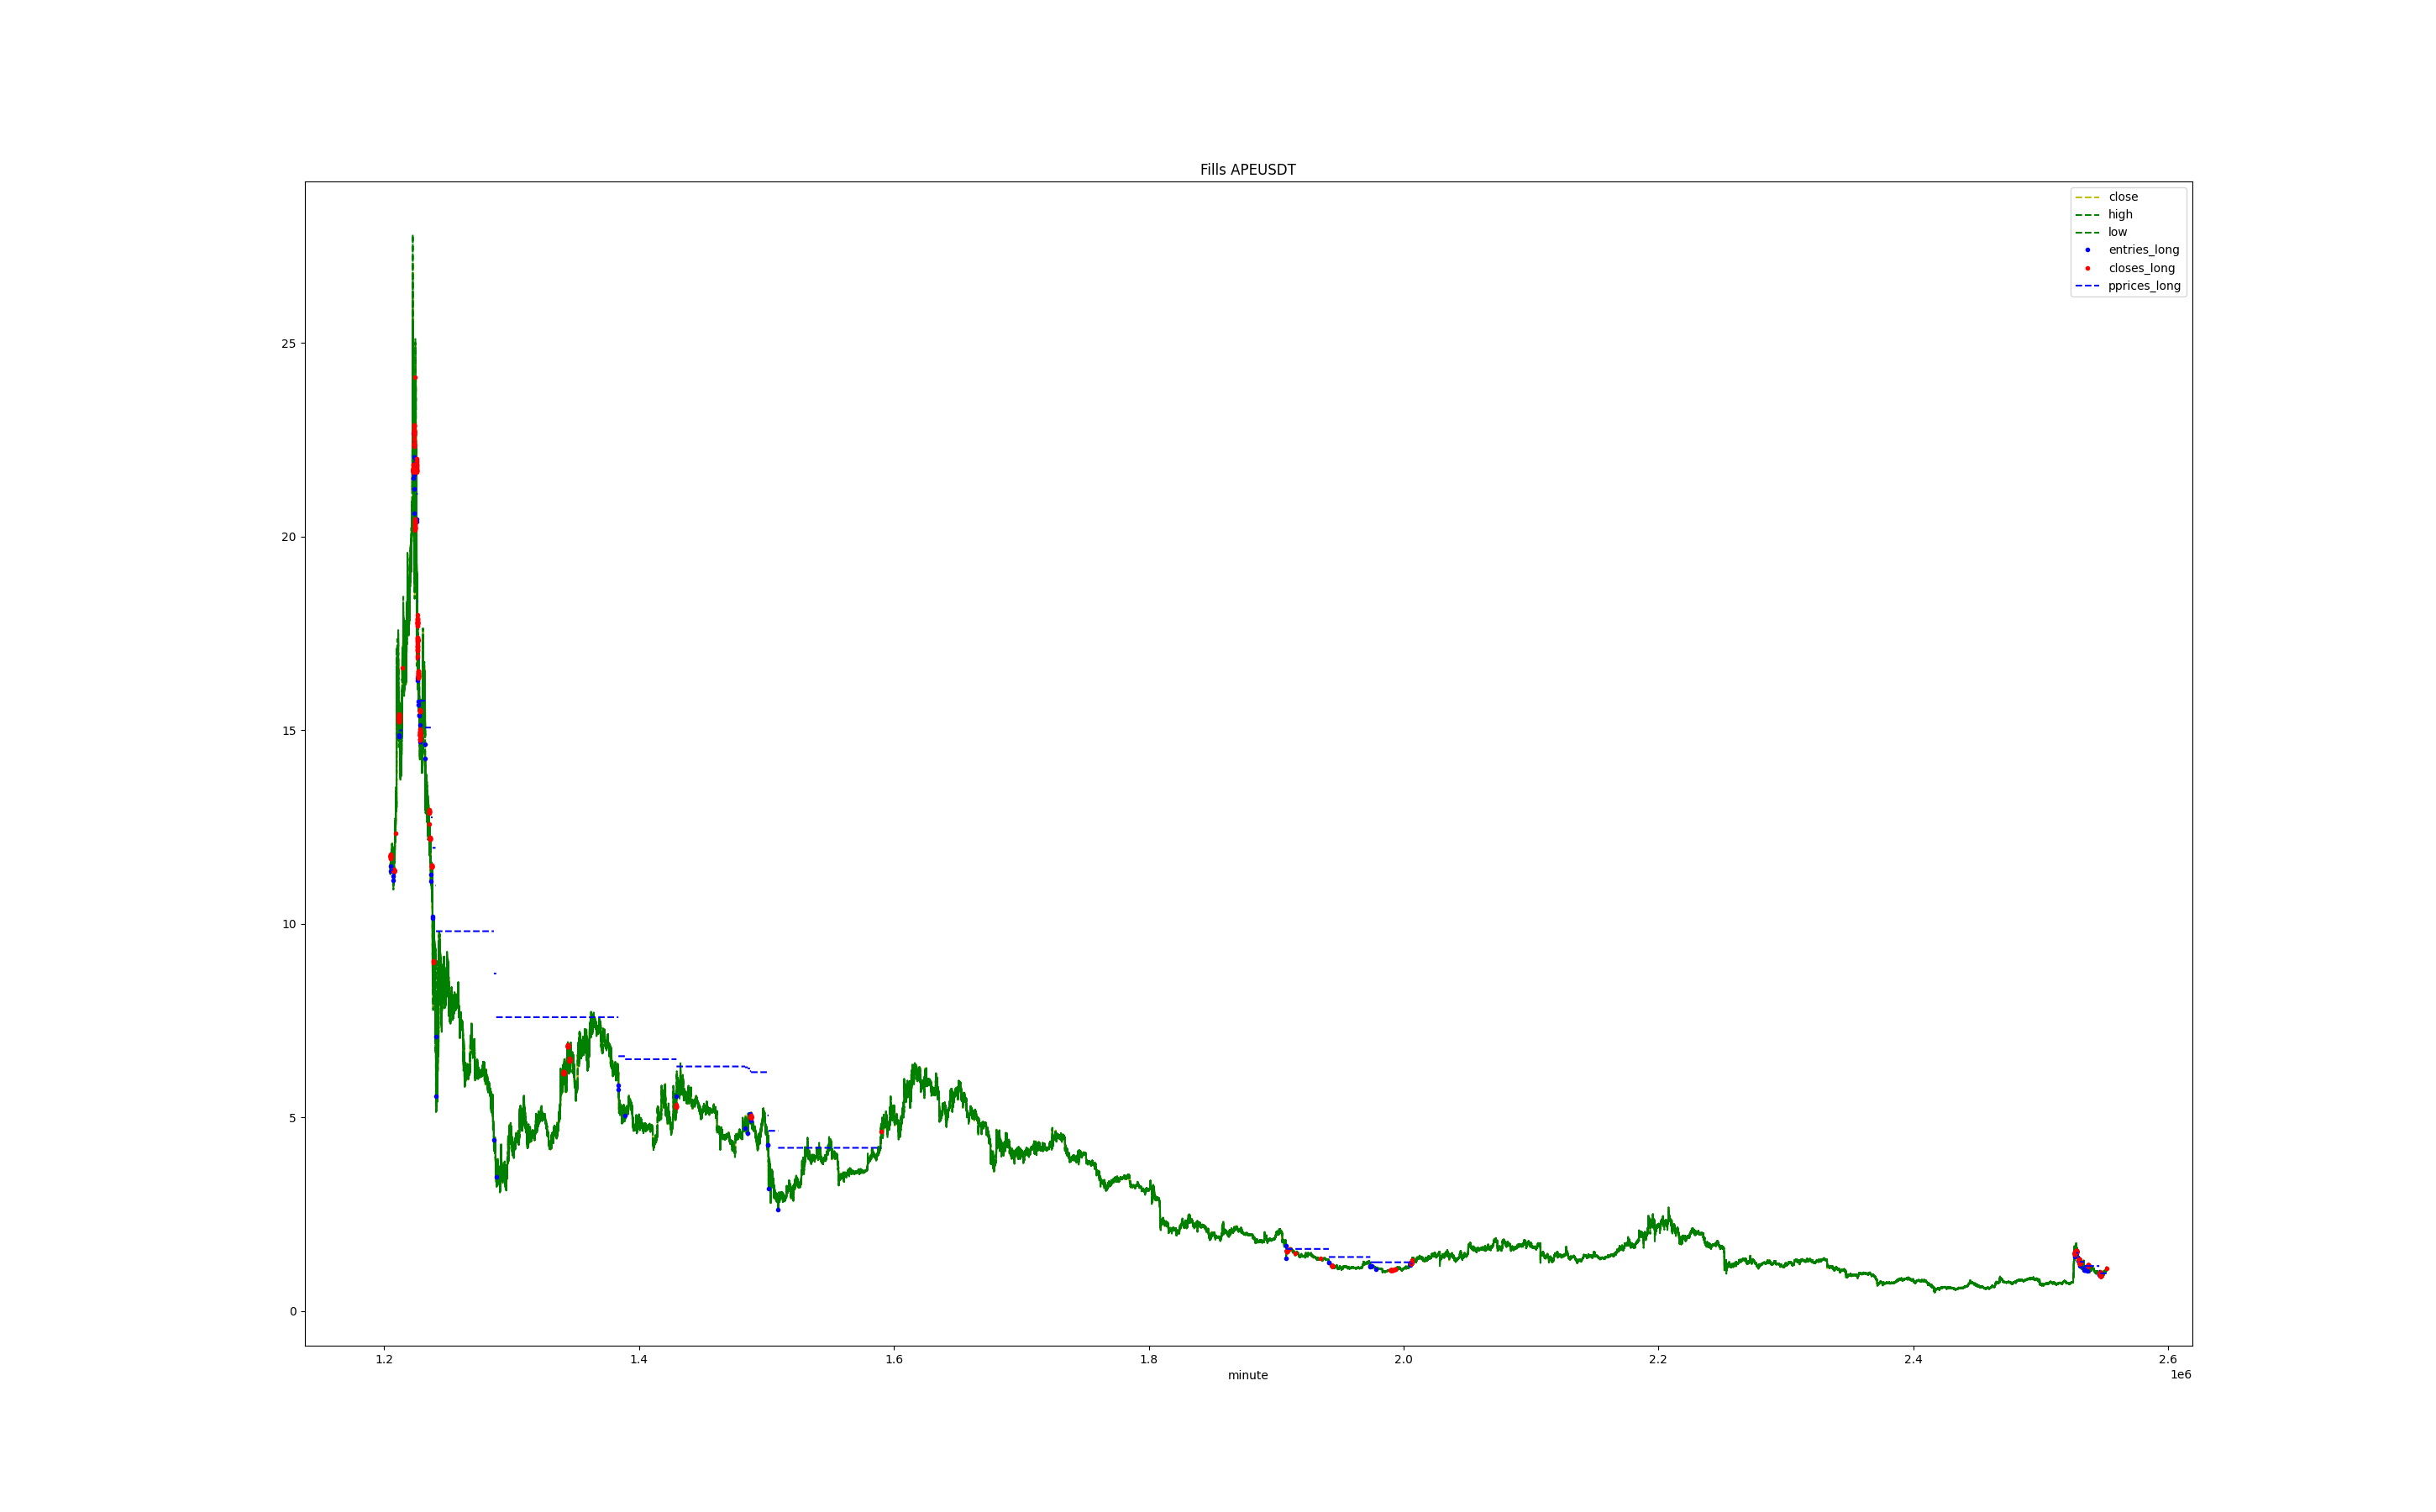 Fills APEUSDT
close
high
low
entries_long
closes_long
pprices_long
25
20
15
10
5
0
1.2 1.4 1.6 1.8 2.0 2.2 2.4 2.6
minute
1e6